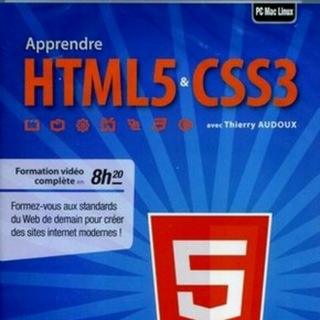 PC Mac Linux
Apprendre
HTML5 & CSS3
avec Thierry AUDOUX
Formation vidéo
complète en 8h20
Formez-vous aux standards
du Web de demain pour créer
des sites internet modernes !
5